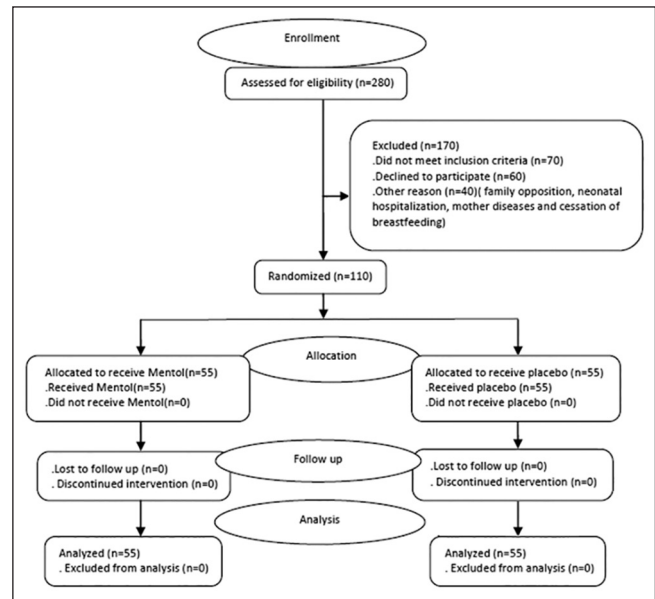 Enrollment
Assessed for eligibility (n=280)
Excluded (n=170)
.Did not meet inclusion criteria (n=70)
.Declined to participate (n=60)
.Other reason (n=40)( family opposition, neonatal
hospitalization, mother diseases and cessation of
breastfeeding)
Randomized (n=110)
Allocation
Allocated to receive Mentol(n=55)
.Received Mentol(n=55)
.Did not receive Mentol(n=0)
Allocated to receive placebo (n=55)
.Received placebo (n=55)
.Did not receive placebo (n=0)
Follow up
.Lost to follow up (n=0)
. Discontinued intervention (n=0)
.Lost to follow up (n=0)
. Discontinued intervention (n=0)
Analysis
Analyzed (n=55)
. Excluded from analysis (n=0)
Analyzed (n=55)
. Excluded from analysis (n=0)